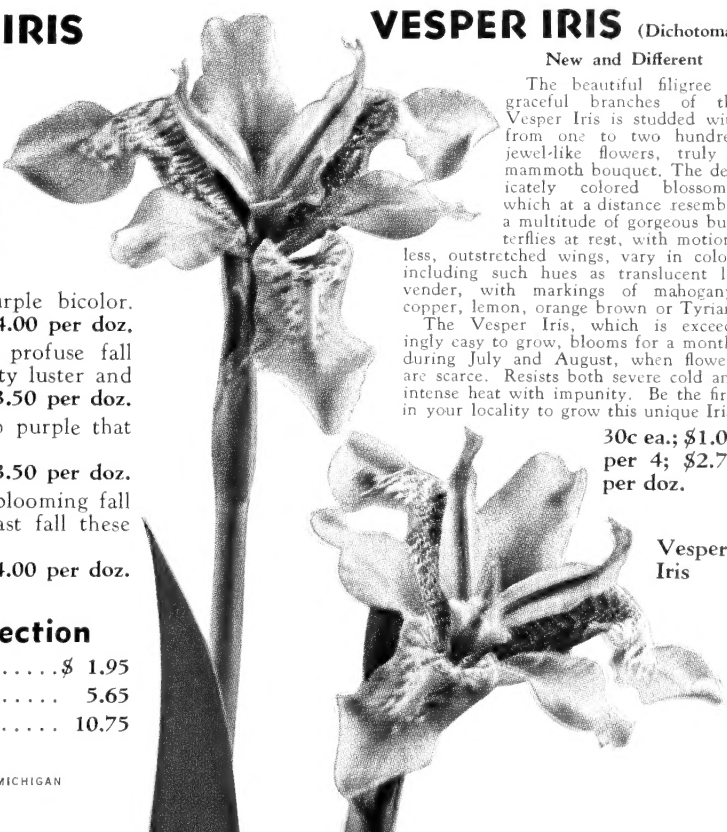 IRIS
urple bicolor.
4.00 per doz.
profuse fall
ty luster and
3.50 per doz.
p purple that
3.50 per doz.
blooming fall
ast fall these
4.00 per doz.
ection
......$ 1.95
...... 5.65
..... 10.75
MICHIGAN
VESPER IRIS (Dichotoma
New and Different
The beautiful filigree
graceful branches of th
Vesper Iris is studded wit
from one to two hundre
jewel-like flowers, truly
mammoth bouquet. The de
icately colored blossom
which at a distance resemb
a multitude of gorgeous bu
terflies at rest, with motion
less, outstretched wings, vary in colo
including such hues as translucent l
vender, with markings of mahogan
copper, lemon, orange brown or Tyria
The Vesper Iris, which is exceed
ingly easy to grow, blooms for a month
during July and August, when flowe
are scarce. Resists both severe cold an
intense heat with impunity. Be the fir
in your locality to grow this unique Iri
30c ea.; $1.0
per 4; $2.7
per doz.
Vesper
Iris